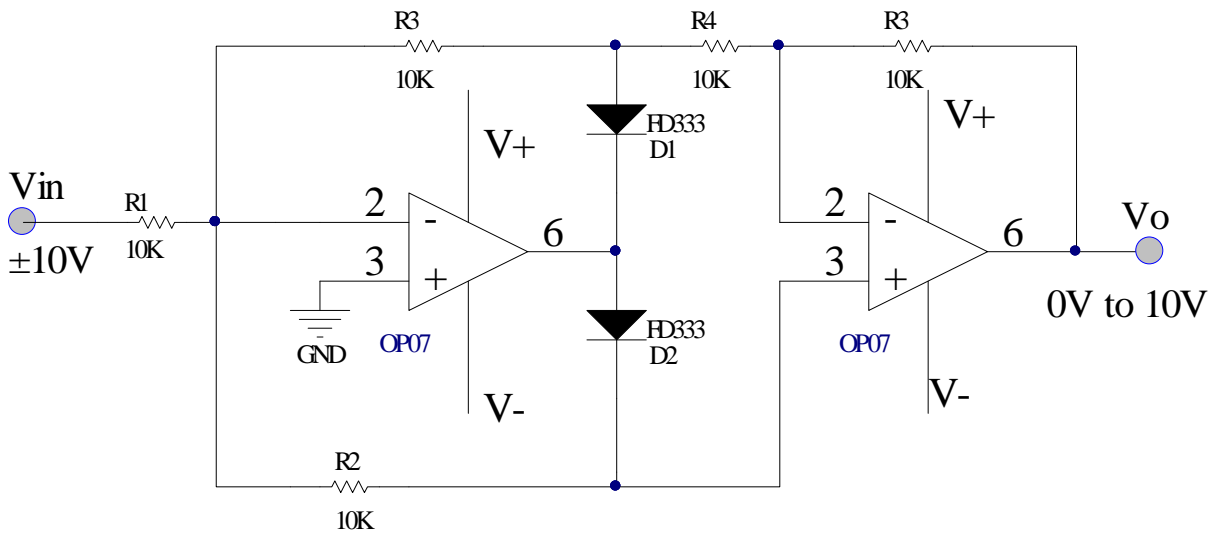 R3
R4
R3
10K
10K
10K
V+
FD333
D1
V+
Vin
R1
10K
±10V
2
-
3
+
6
GND
OP07
V-
FD333
D2
2
-
3
+
6
OP07
V-
Vo
0V to 10V
R2
10K